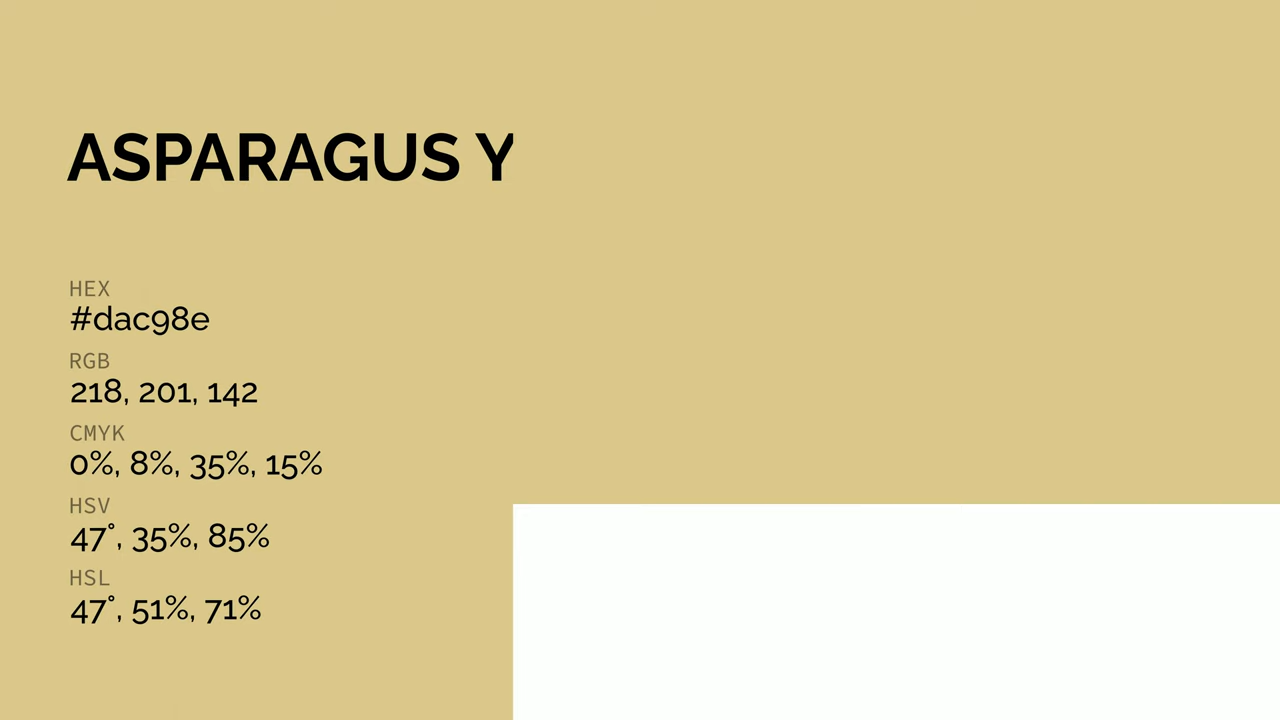 ASPARAGUS Y
HEX
#dac98e
RGB
218, 201, 142
CMYK
0%, 8%, 35%, 15%
HSV
47°, 35%, 85%
HSL
47°, 51%, 71%